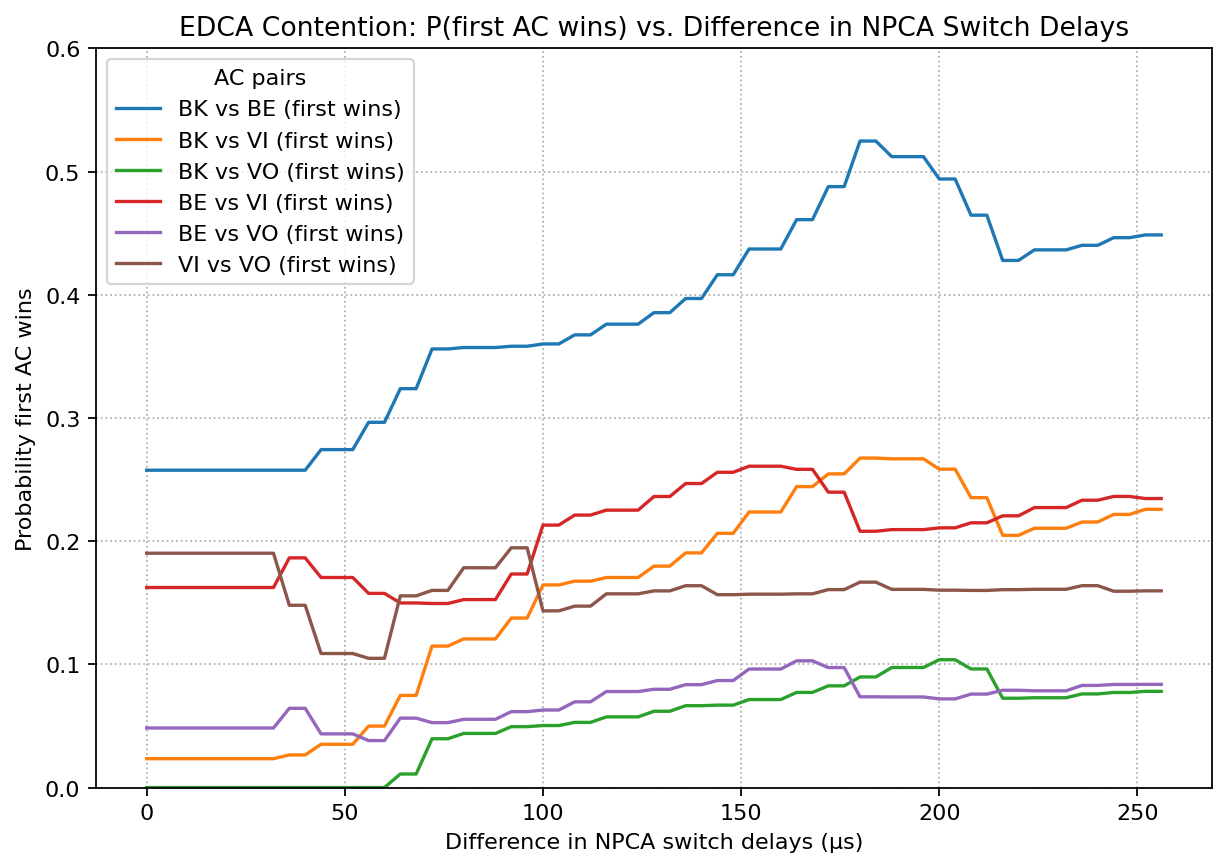 EDCA Contention: P(first AC wins) vs. Difference in NPCA Switch Delays
Probability first AC wins
0.6
0.5
0.4
0.3
0.2
0.1
0.0
AC pairs
BK vs BE (first wins)
BK vs VI (first wins)
BK vs VO (first wins)
BE vs VI (first wins)
BE vs VO (first wins)
VI vs VO (first wins)
0 50 100 150 200 250
Difference in NPCA switch delays (μs)